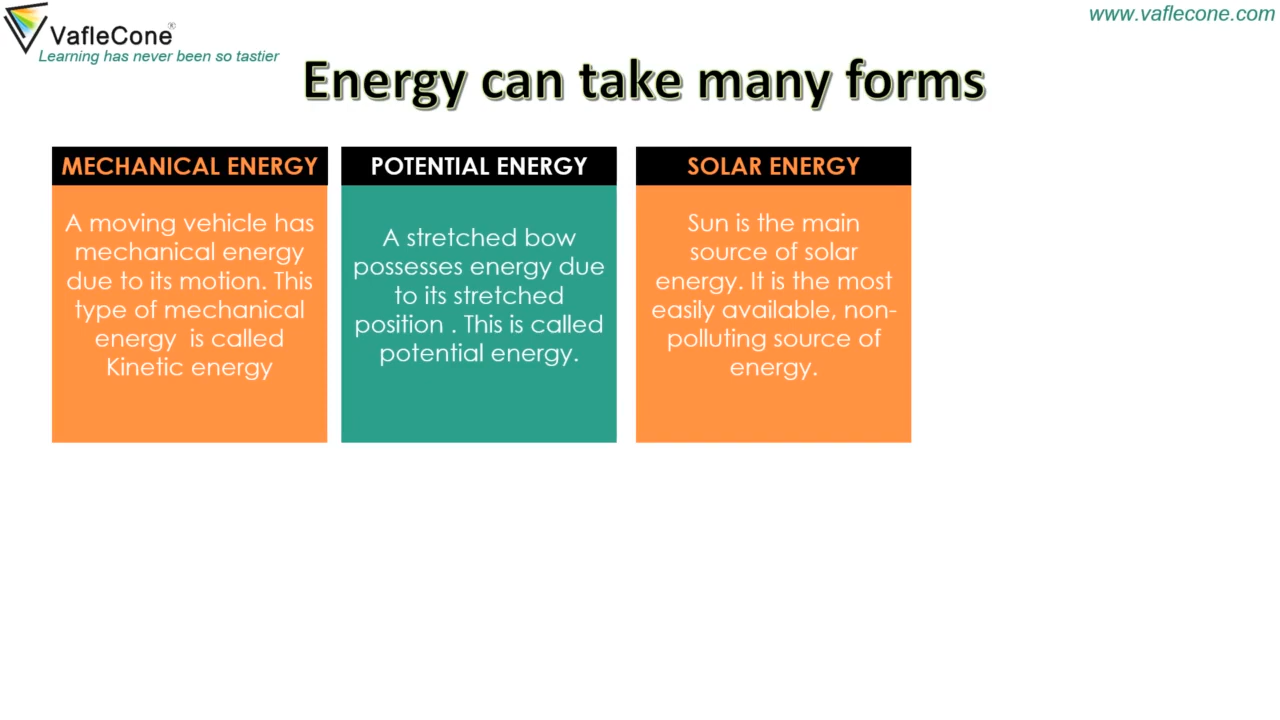 VafleCone®
Learning has never been so tastier
www.vaflecone.com
Energy can take many forms
MECHANICAL ENERGY
A moving vehicle has
mechanical energy
due to its motion. This
type of mechanical
energy is called
Kinetic energy
POTENTIAL ENERGY
A stretched bow
possesses energy due
to its stretched
position . This is called
potential energy.
SOLAR ENERGY
Sun is the main
source of solar
energy. It is the most
easily available, non-
polluting source of
energy.